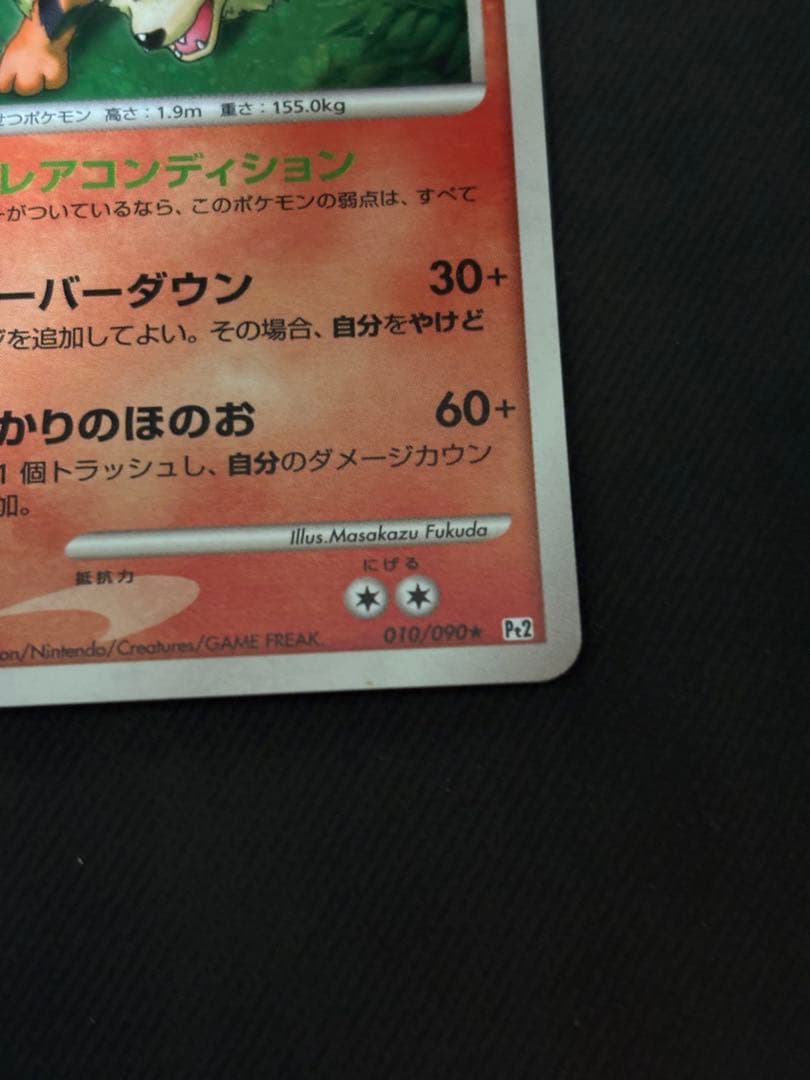 せつポケモン 高さ：1.9m 重さ：155.0kg
レアコンディション
ーがついているなら、このポケモンの弱点は、すべて
ーバーダウン 30+
ジを追加してよい。その場合、自分をやけど
かりのほのお 60+
1個トラッシュし、自分のダメージカウン
加。
Illus.Masakazu Fukuda
抵抗力 にげる
on/Nintendo/Creatures/GAME FREAK. 010/090★ Pt2